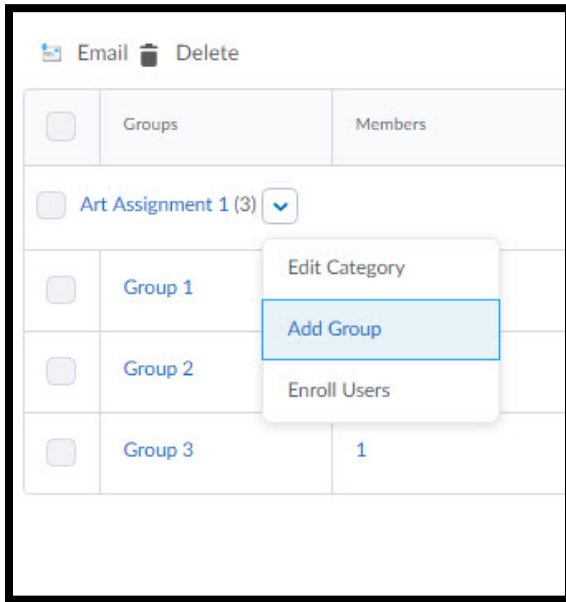 Email Delete
Groups Members
Art Assignment 1 (3)
Edit Category
Group 1
Add Group
Group 2
Enroll Users
Group 3 1